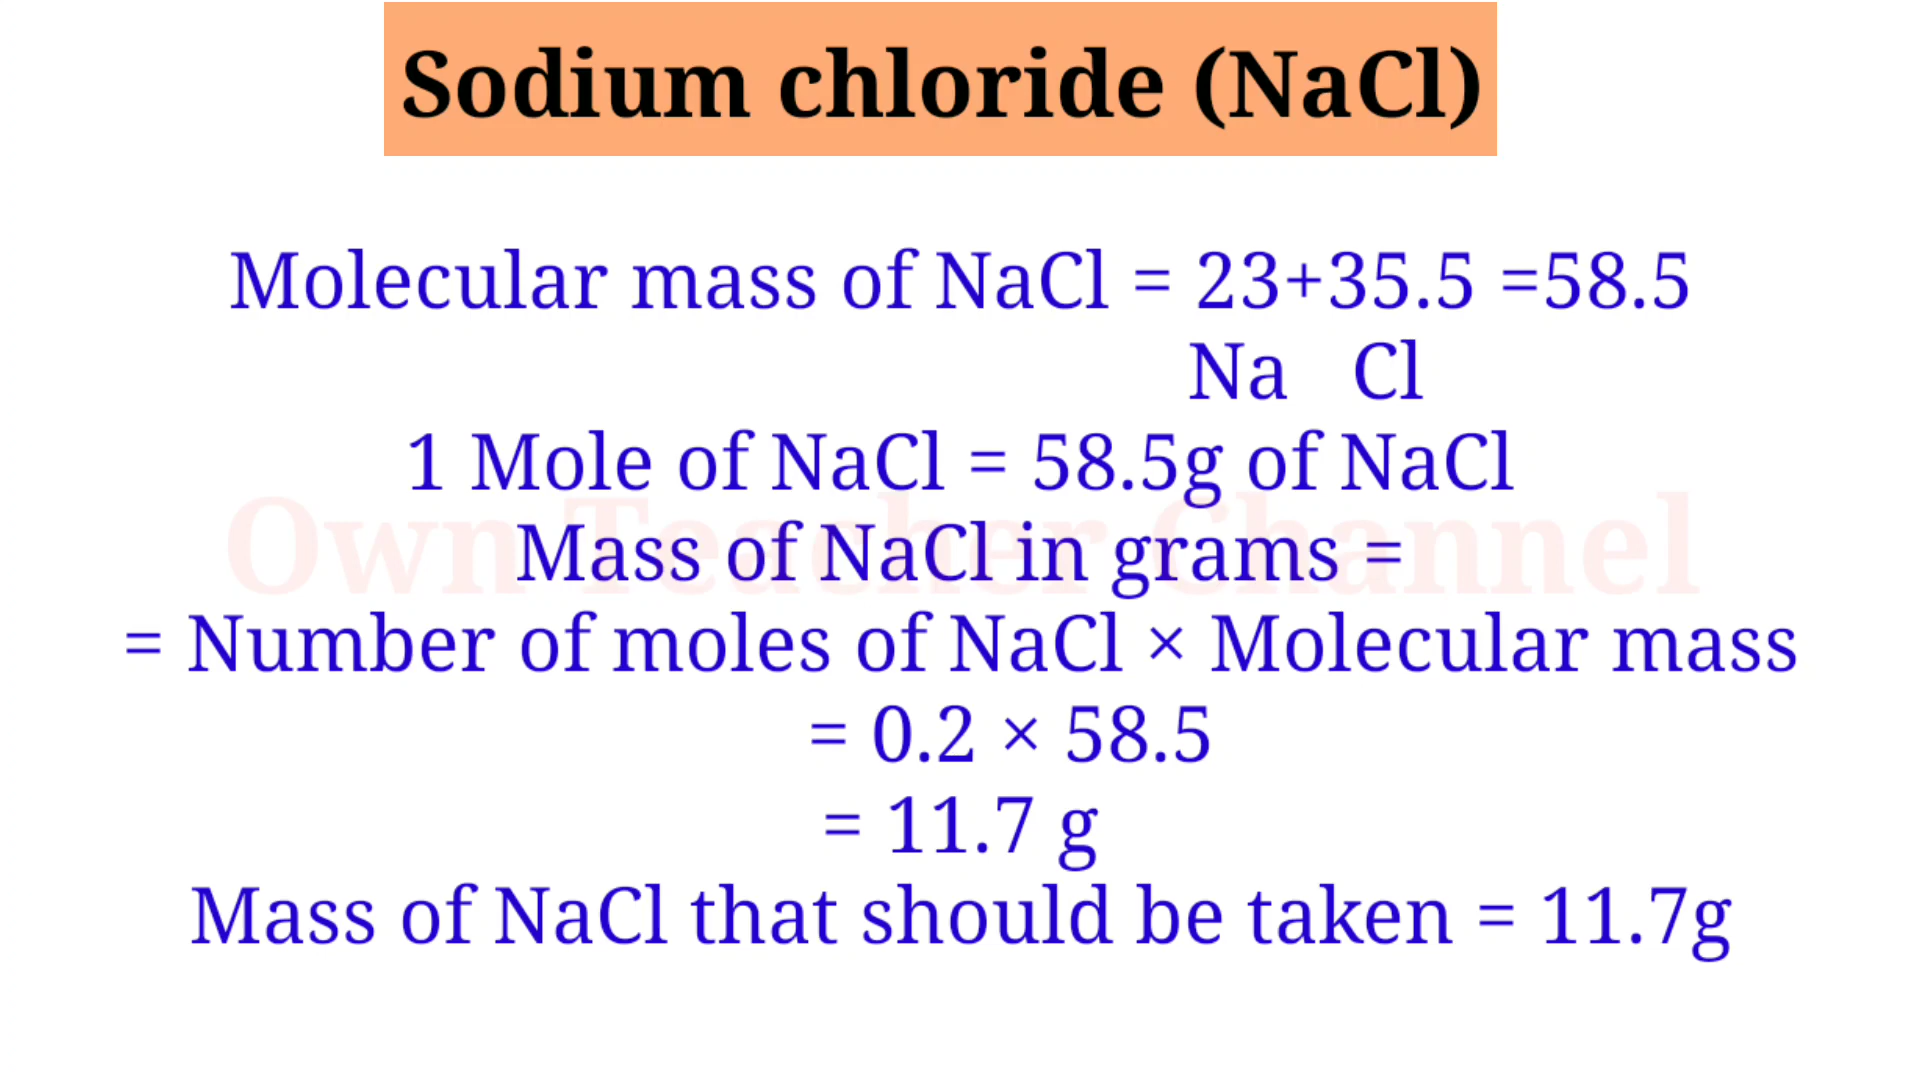 Sodium chloride (NaCl)
Molecular mass of NaCl = 23+35.5 =58.5
Na Cl
1 Mole of NaCl = 58.5g of NaCl
Own Teacher Channel
Mass of NaCl in grams =
= Number of moles of NaCl × Molecular mass
= 0.2 × 58.5
= 11.7 g
Mass of NaCl that should be taken = 11.7g